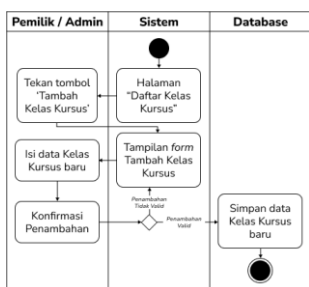 Pemilik / Admin
Sistem
Database
Tekan tombol
'Tambah
Kelas Kursus'
Halaman
"Daftar Kelas
Kursus"
Isi data Kelas
Kursus baru
Tampilan form
Tambah Kelas
Kursus
Konfirmasi
Penambahan
Penambahan
Tidak Valid
Penambahan
Valid
Simpan data
Kelas Kursus
baru